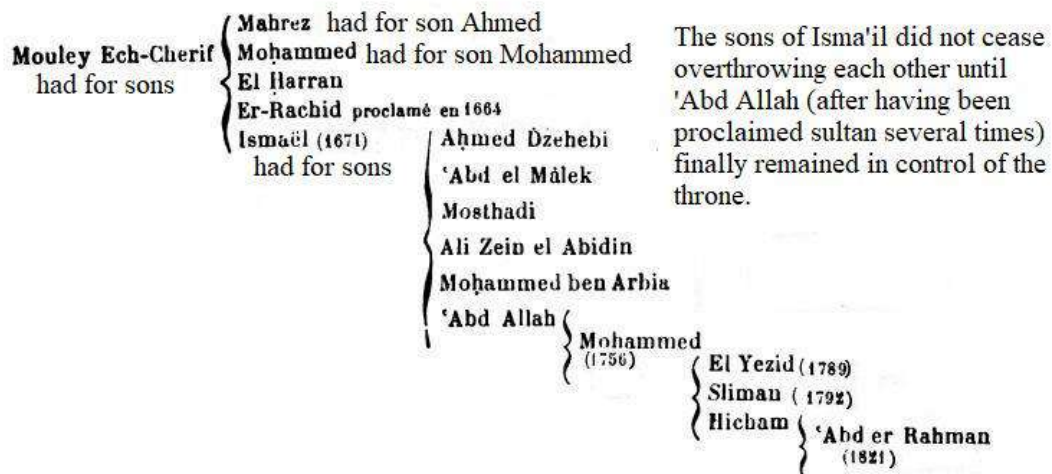 Mahrez had for son Ahmed
Mouley Ech-Cherif
had for sons
Moḥammed had for son Mohammed
El Ḥarran
Er-Rachid proclamé en 1664
Ismaël (1671)
had for sons
The sons of Isma'il did not cease
overthrowing each other until
'Abd Allah (after having been
proclaimed sultan several times)
finally remained in control of the
throne.
Aḥmed Dzehebi
'Abd el Mâlek
Mosthadi
Ali Zein el Abidin
Moḥammed ben Arbia
'Abd Allah
Mohammed
(1756)
El Yezid (1789)
Sliman (1792)
Hicham
'Abd er Rahman
(1821)